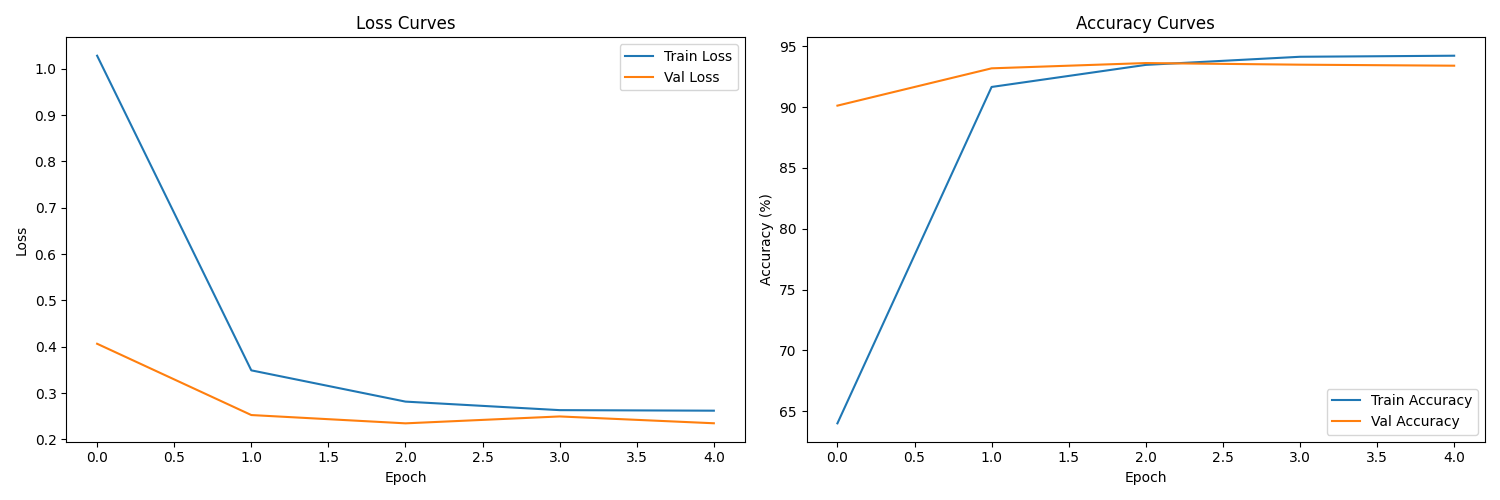 Loss Curves
Train Loss
Val Loss
1.0
0.9
0.8
0.7
0.6
0.5
0.4
0.3
0.2
Loss
0.0 0.5 1.0 1.5 2.0 2.5 3.0 3.5 4.0
Epoch
Accuracy Curves
95
90
85
80
75
70
65
Accuracy (%)
Train Accuracy
Val Accuracy
0.0 0.5 1.0 1.5 2.0 2.5 3.0 3.5 4.0
Epoch